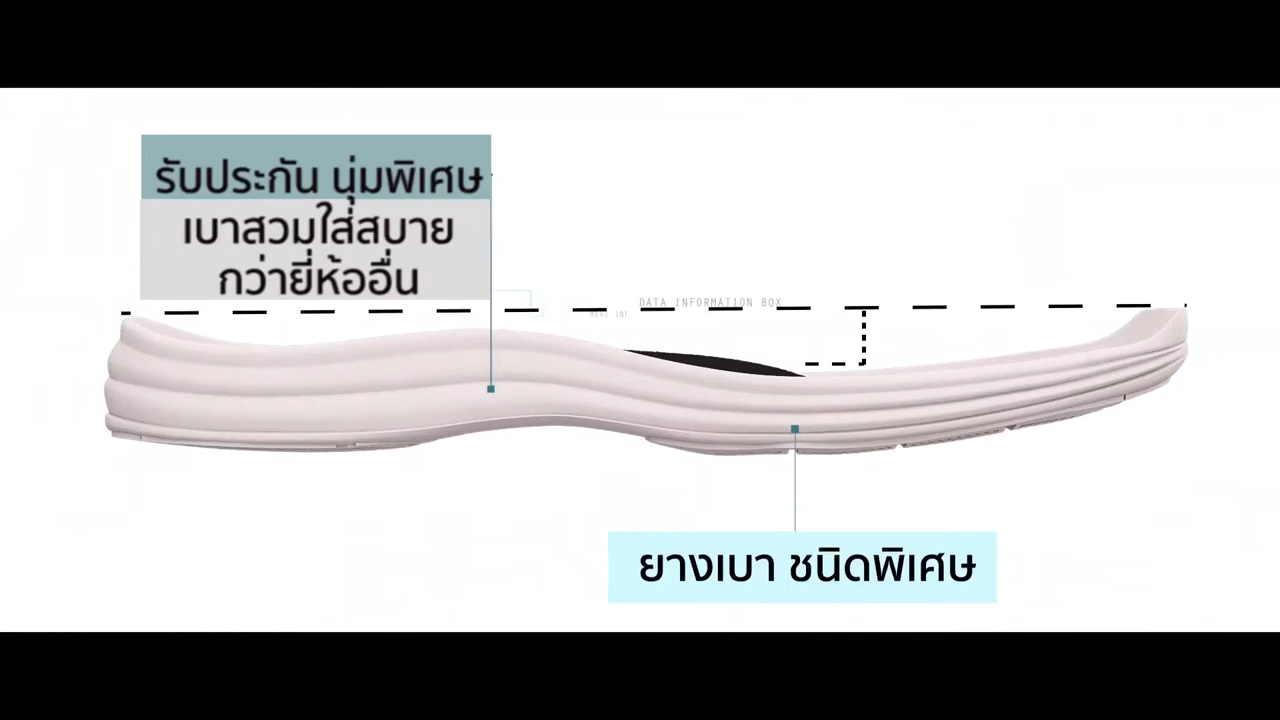 รับประกัน นุ่มพิเศษ
เบาสวมใส่สบาย
กว่ายี่ห้ออื่น
DATA INFORMATION BOX
ยางเบา ชนิดพิเศษ